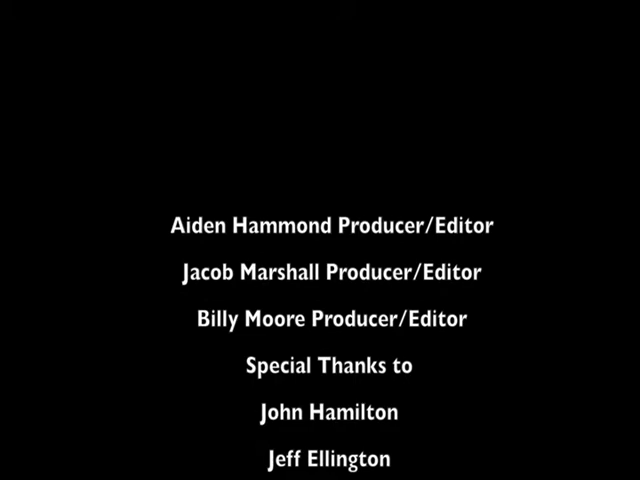 Aiden Hammond Producer/Editor
Jacob Marshall Producer/Editor
Billy Moore Producer/Editor
Special Thanks to
John Hamilton
Jeff Ellington